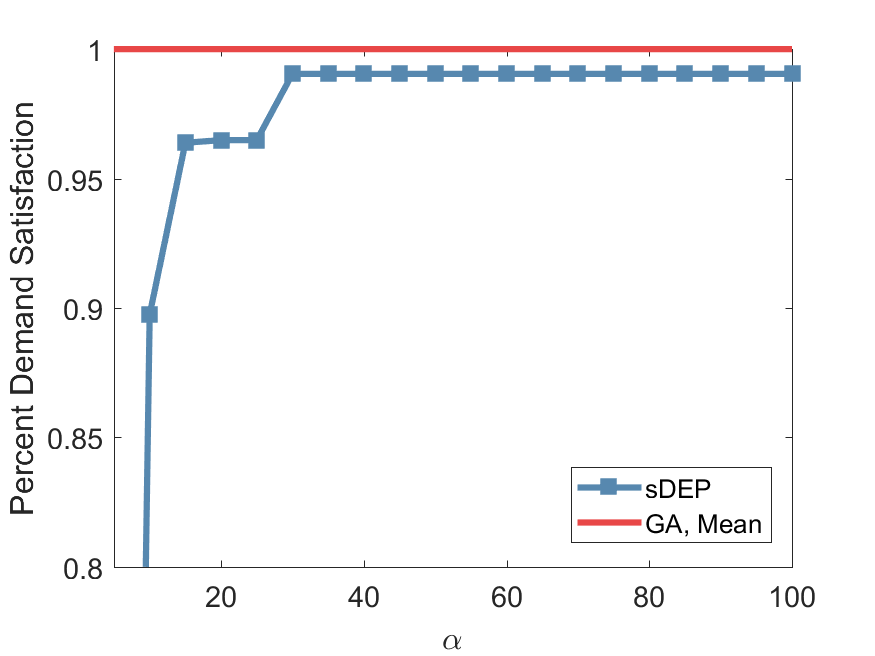 Percent Demand Satisfaction
1
0.95
0.9
0.85
0.8
20 40 60 80 100
α
sDEP
GA, Mean